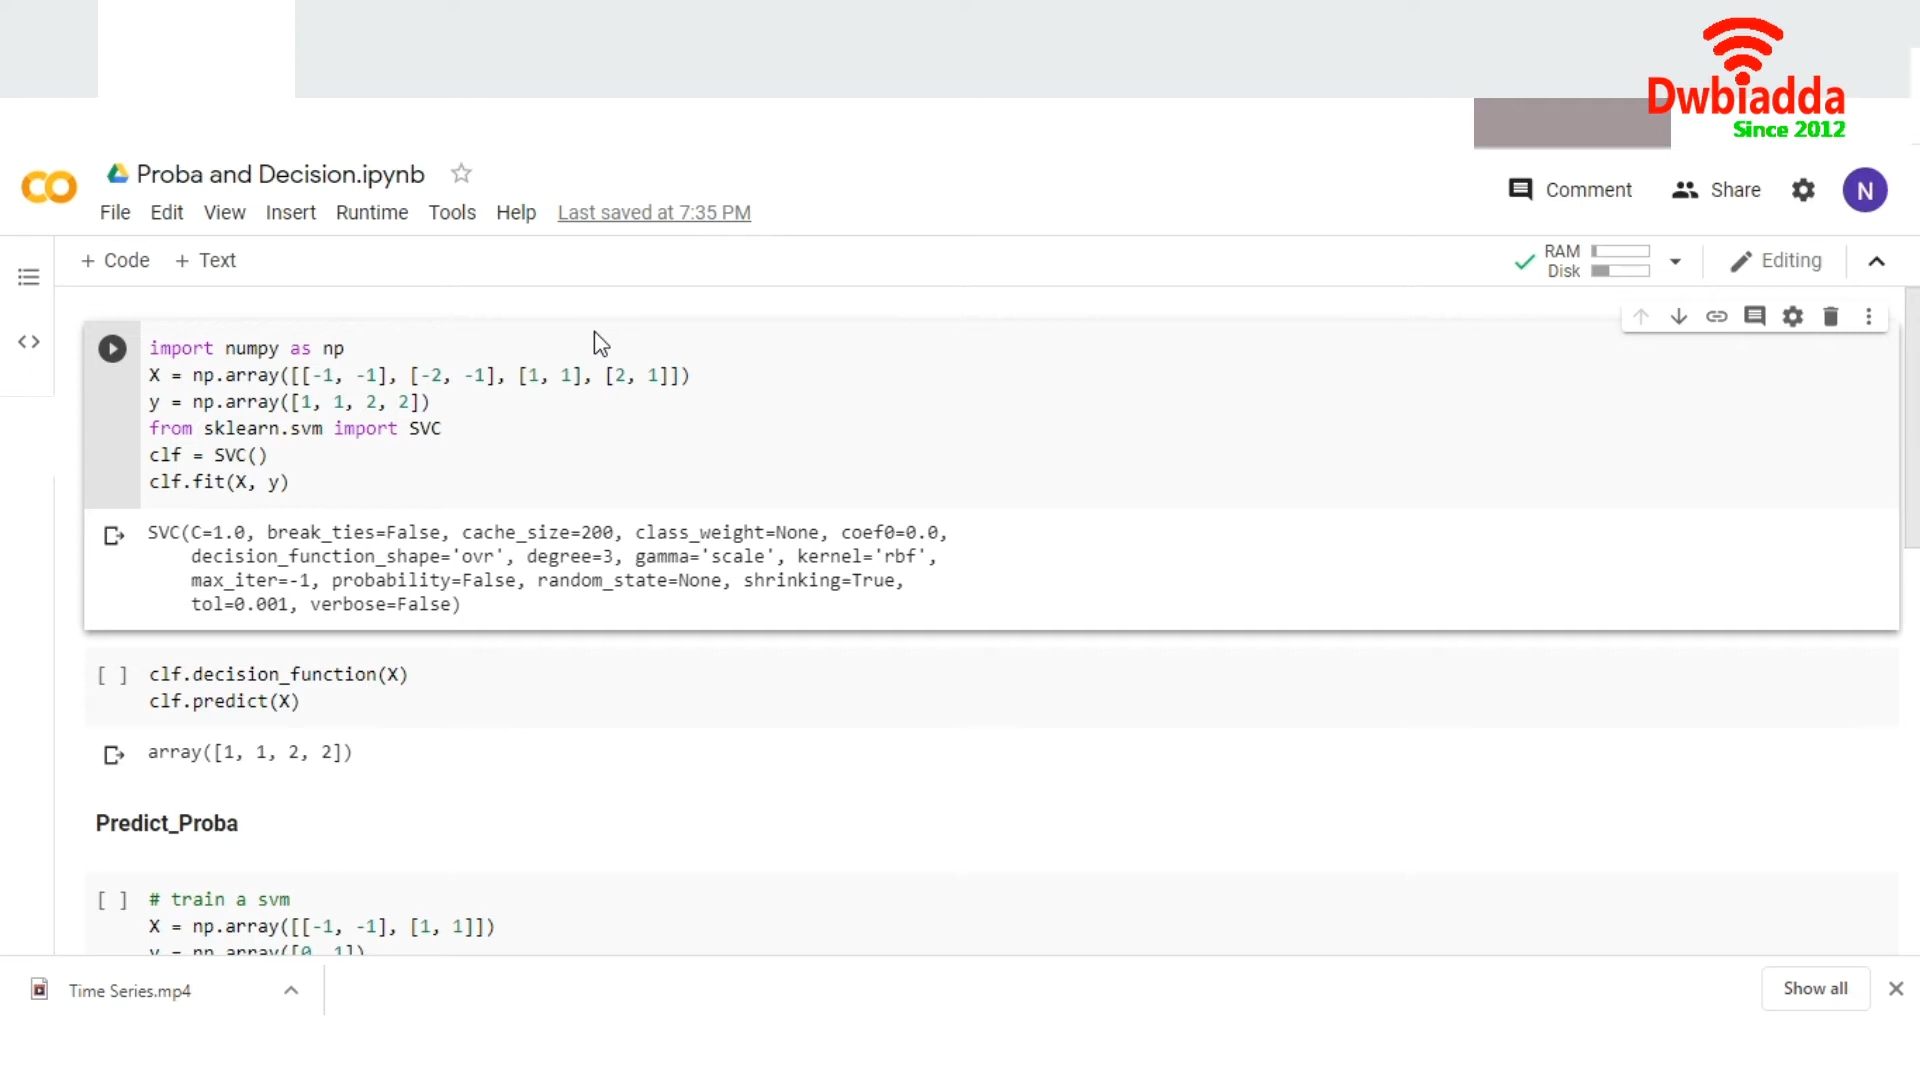 Dwbiadda
Since 2012
CO
Proba and Decision.ipynb
File Edit View Insert Runtime Tools Help Last saved at 7:35 PM
Comment Share N
+ Code + Text
RAM
Disk
Editing
import numpy as np
X = np.array([[-1, -1], [-2, -1], [1, 1], [2, 1]])
y = np.array([1, 1, 2, 2])
from sklearn.svm import SVC
clf = SVC()
clf.fit(X, y)
SVC(C=1.0, break_ties=False, cache_size=200, class_weight=None, coef0=0.0,
decision_function_shape='ovr', degree=3, gamma='scale', kernel='rbf',
max_iter=-1, probability=False, random_state=None, shrinking=True,
tol=0.001, verbose=False)
[ ] clf.decision_function(X)
clf.predict(X)
array([1, 1, 2, 2])
Predict_Proba
[ ] # train a svm
X = np.array([[-1, -1], [1, 1]])
y = np.array([0, 1])
Time Series.mp4
Show all